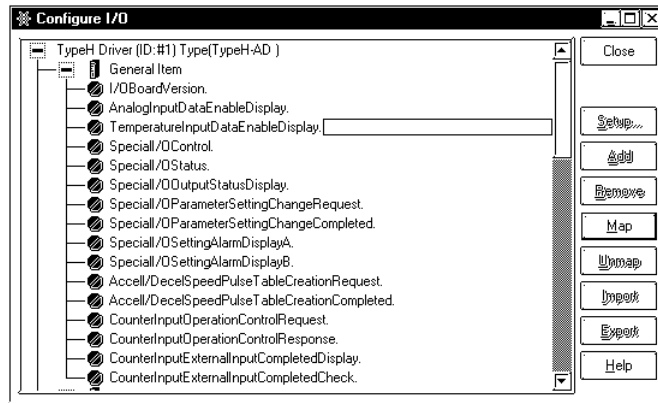 Configure I/O
TypeH Driver (ID:#1) Type(TypeH-AD )
General Item
I/OBoardVersion.
AnalogInputDataEnableDisplay.
TemperatureInputDataEnableDisplay.
SpecialI/OControl.
SpecialI/OStatus.
SpecialI/OOutputStatusDisplay.
SpecialI/OParameterSettingChangeRequest.
SpecialI/OParameterSettingChangeCompleted.
SpecialI/OSettingAlarmDisplayA.
SpecialI/OSettingAlarmDisplayB.
Accell/DecelSpeedPulseTableCreationRequest.
Accell/DecelSpeedPulseTableCreationCompleted.
CounterInputOperationControlRequest.
CounterInputOperationControlResponse.
CounterInputExternalInputCompletedDisplay.
CounterInputExternalInputCompletedCheck.
Close
Setup...
Add
Remove
Map
Unmap
Import
Export
Help